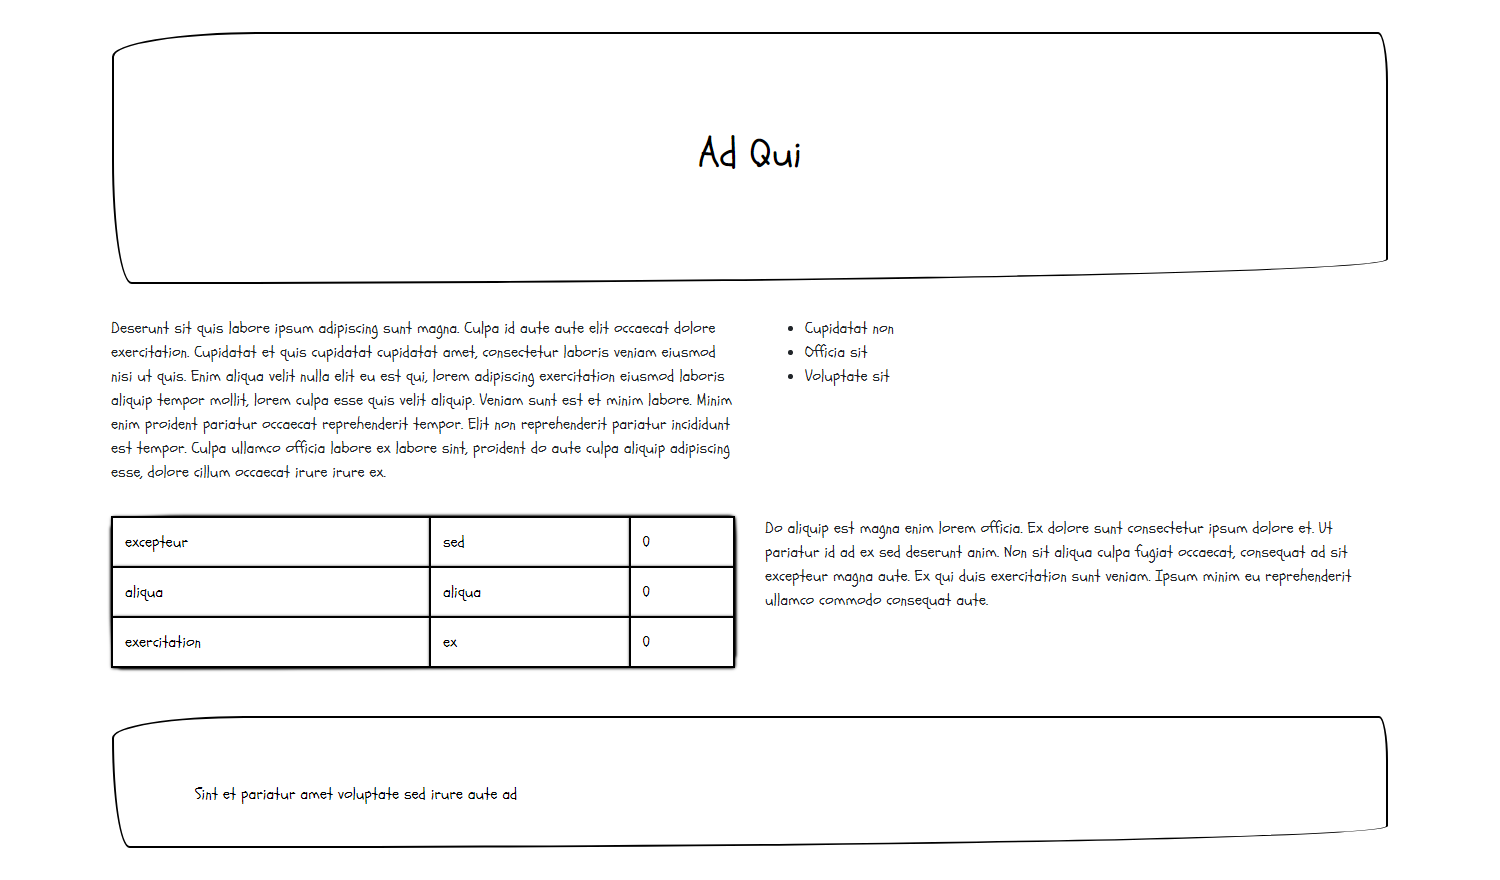 Ad Qui
Deserunt sit quis labore ipsum adipiscing sunt magna. Culpa id aute aute elit occaecat dolore
exercitation. Cupidatat et quis cupidatat cupidatat amet, consectetur laboris veniam eiusmod
nisi ut quis. Enim aliqua velit nulla elit eu est qui, lorem adipiscing exercitation eiusmod laboris
aliquip tempor mollit, lorem culpa esse quis velit aliquip. Veniam sunt est et minim labore. Minim
enim proident pariatur occaecat reprehenderit tempor. Elit non reprehenderit pariatur incididunt
est tempor. Culpa ullamco officia labore ex labore sint, proident do aute culpa aliquip adipiscing
esse, dolore cillum occaecat irure irure ex.
Cupidatat non
Officia sit
Voluptate sit
excepteur sed 0
aliqua aliqua 0
exercitation ex 0
Do aliquip est magna enim lorem officia. Ex dolore sunt consectetur ipsum dolore et. Ut
pariatur id ad ex sed deserunt anim. Non sit aliqua culpa fugiat occaecat, consequat ad sit
excepteur magna aute. Ex qui duis exercitation sunt veniam. Ipsum minim eu reprehenderit
ullamco commodo consequat aute.
Sint et pariatur amet voluptate sed irure aute ad